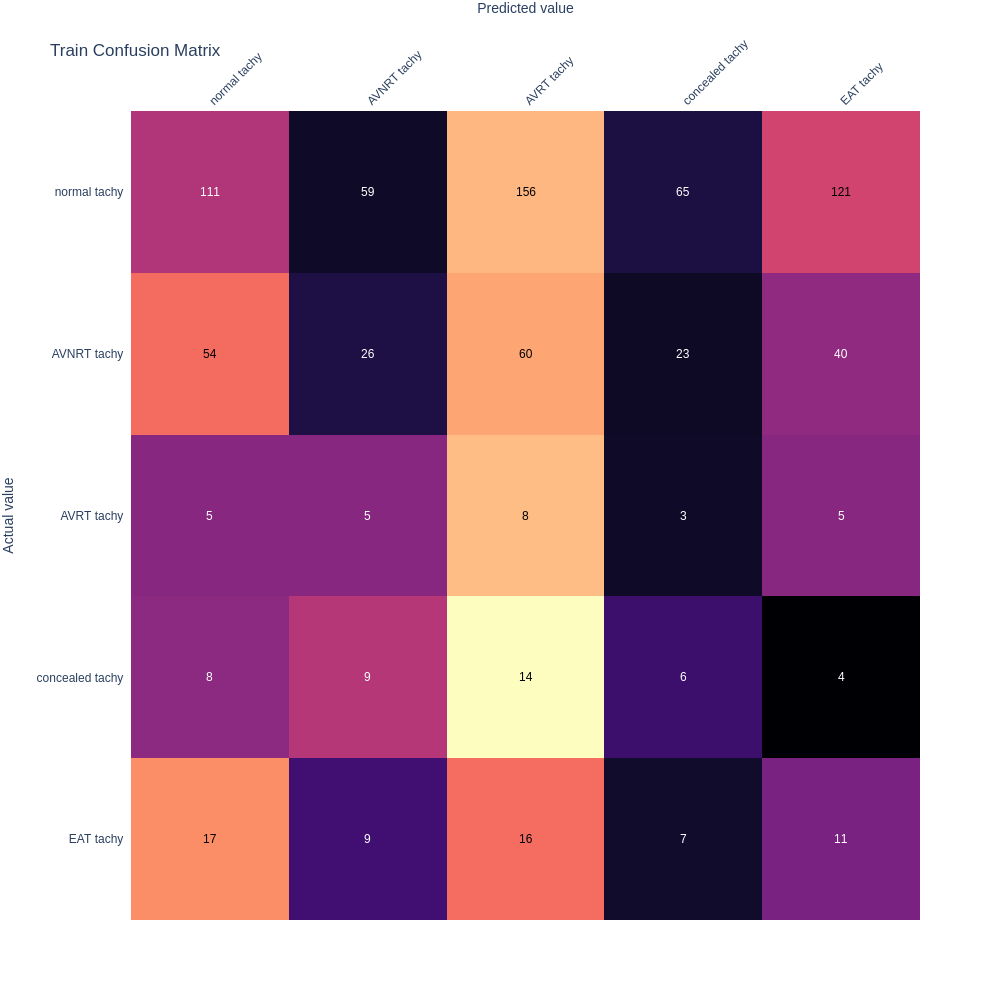 Predicted value
Train Confusion Matrix
normal tachy
AVNRT tachy
AVRT tachy
concealed tachy
EAT tachy
normal tachy 111 59 156 65 121
AVNRT tachy 54 26 60 23 40
Actual value
AVRT tachy 5 5 8 3 5
concealed tachy 8 9 14 6 4
EAT tachy 17 9 16 7 11